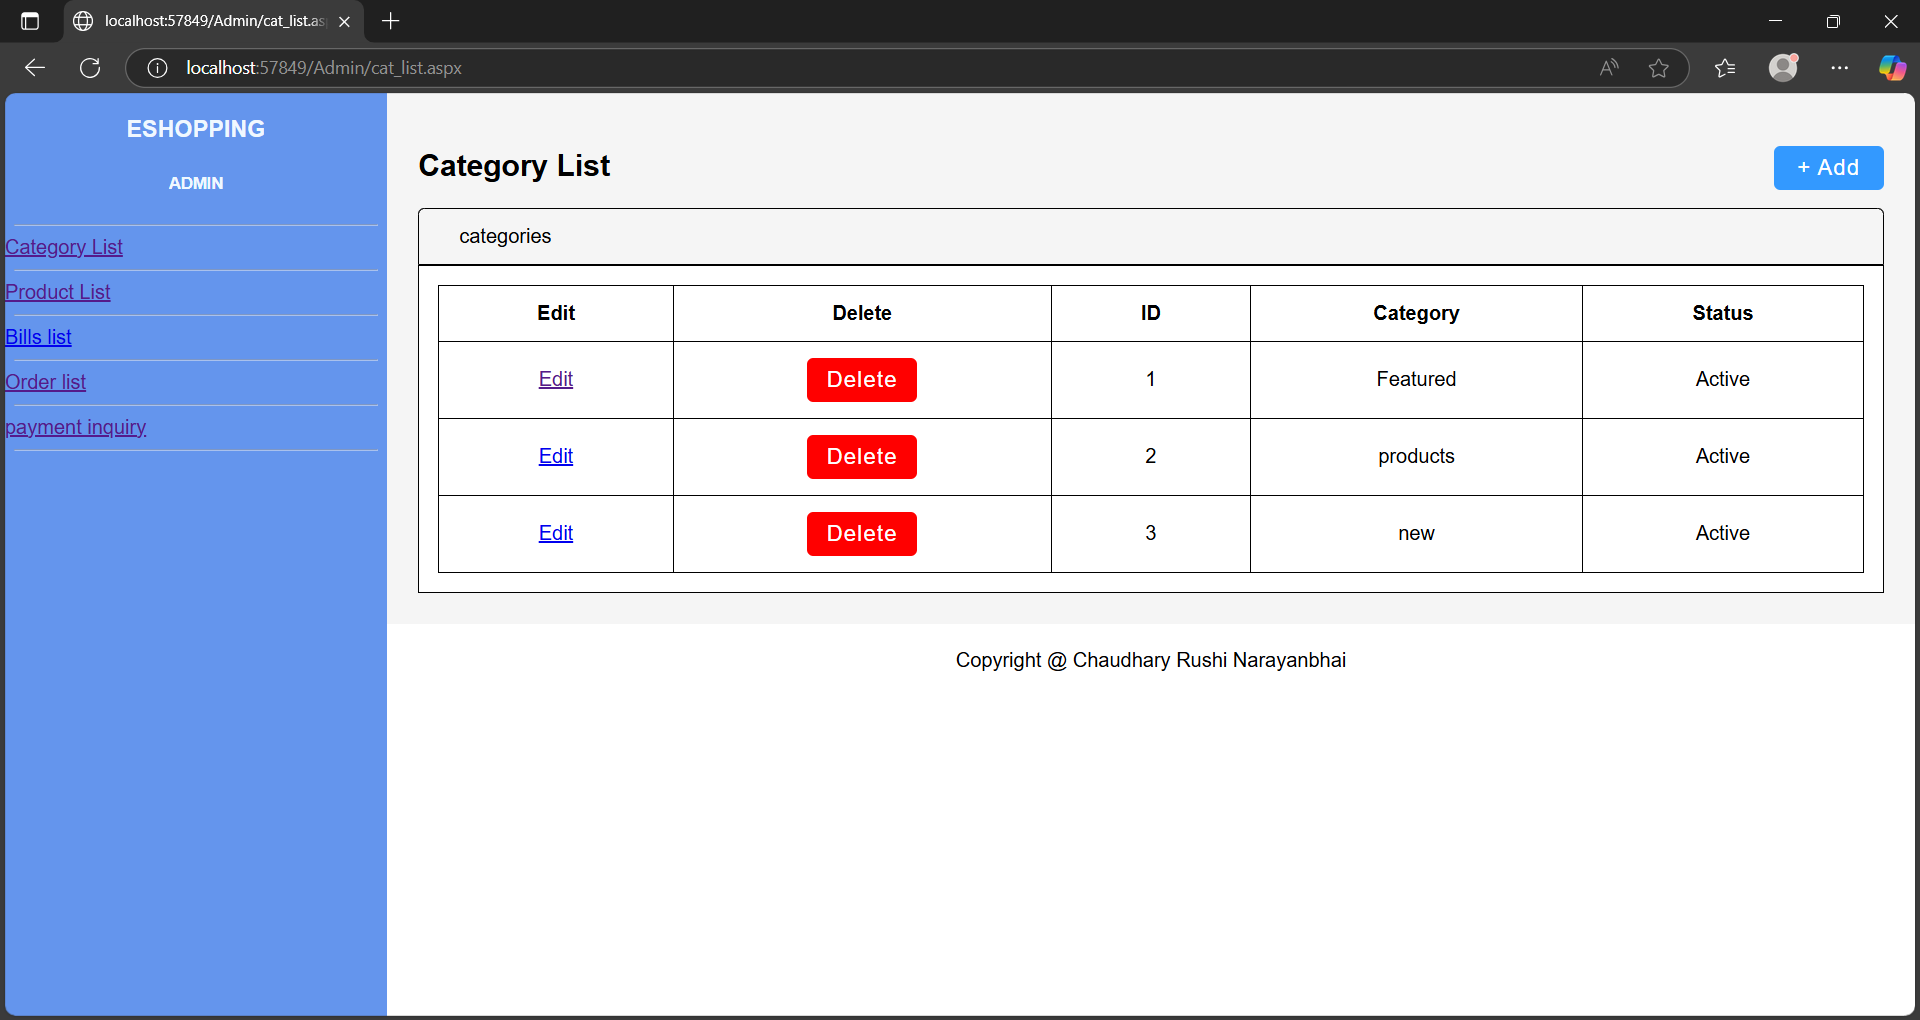 localhost:57849/Admin/cat_list.as
localhost:57849/Admin/cat_list.aspx
ESHOPPING
ADMIN
Category List
Product List
Bills list
Order list
payment inquiry
Category List
+ Add
categories
Edit Delete ID Category Status
Edit Delete 1 Featured Active
Edit Delete 2 products Active
Edit Delete 3 new Active
Copyright @ Chaudhary Rushi Narayanbhai